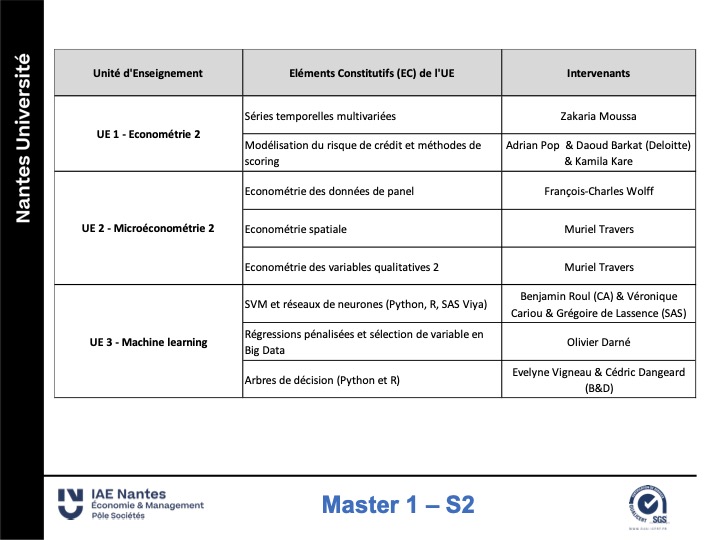 Nantes Université
Unité d'Enseignement
Eléments Constitutifs (EC) de l'UE
Intervenants
UE 1 - Econométrie 2
Séries temporelles multivariées
Zakaria Moussa
Modélisation du risque de crédit et méthodes de
scoring
Adrian Pop & Daoud Barkat (Deloitte)
& Kamila Kare
UE 2 - Microéconométrie 2
Econométrie des données de panel
François-Charles Wolff
Econométrie spatiale
Muriel Travers
Econométrie des variables qualitatives 2
Muriel Travers
UE 3 - Machine learning
SVM et réseaux de neurones (Python, R, SAS Viya)
Benjamin Roul (CA) & Véronique
Cariou & Grégoire de Lassence (SAS)
Régressions pénalisées et sélection de variable en
Big Data
Olivier Darné
Arbres de décision (Python et R)
Evelyne Vigneau & Cédric Dangeard
(B&D)
IAE Nantes
Économie & Management
Pôle Sociétés
Master 1 – S2
SGS